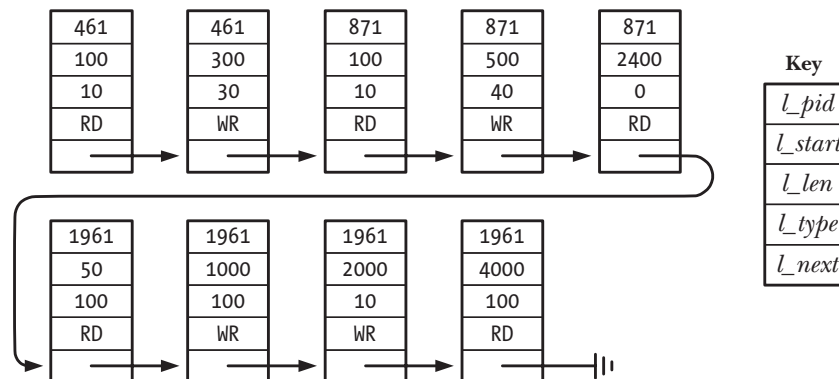 461 461 871 871 871
100 300 100 500 2400
10 30 10 40 0
RD WR RD WR RD
Key
l_pid
l_start
l_len
l_type
l_next
1961 1961 1961 1961
50 1000 2000 4000
100 100 10 100
RD WR WR RD